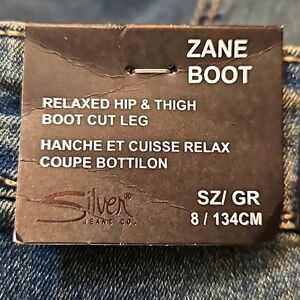 ZANE
BOOT
RELAXED HIP & THIGH
BOOT CUT LEG
HANCHE ET CUISSE RELAX
COUPE BOTTILON
Silver®
JEANS CO.
SZ/ GR
8 / 134CM